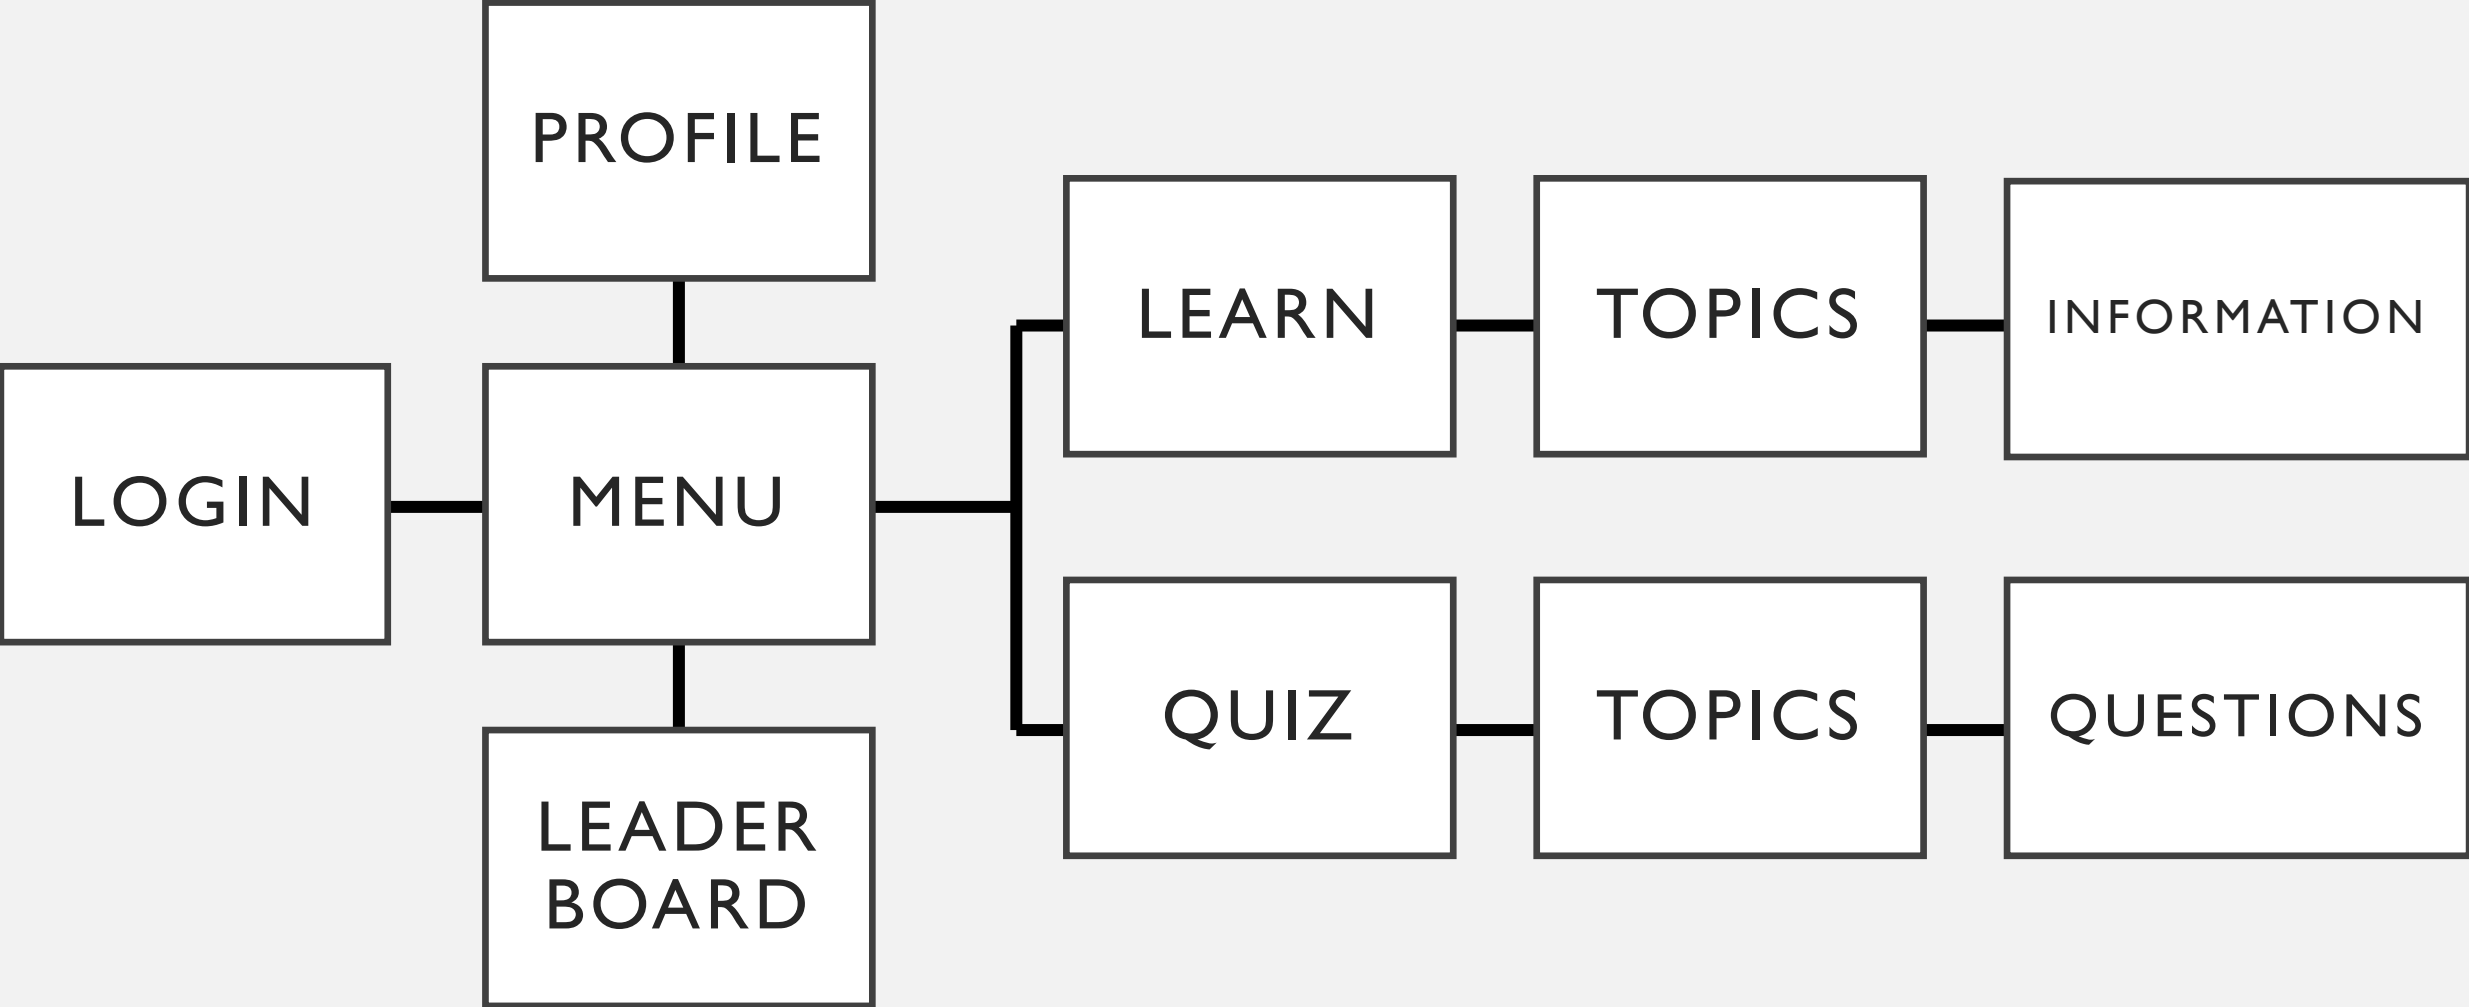 PROFILE
LOGIN
MENU
LEADER
BOARD
LEARN
TOPICS
INFORMATION
QUIZ
TOPICS
QUESTIONS